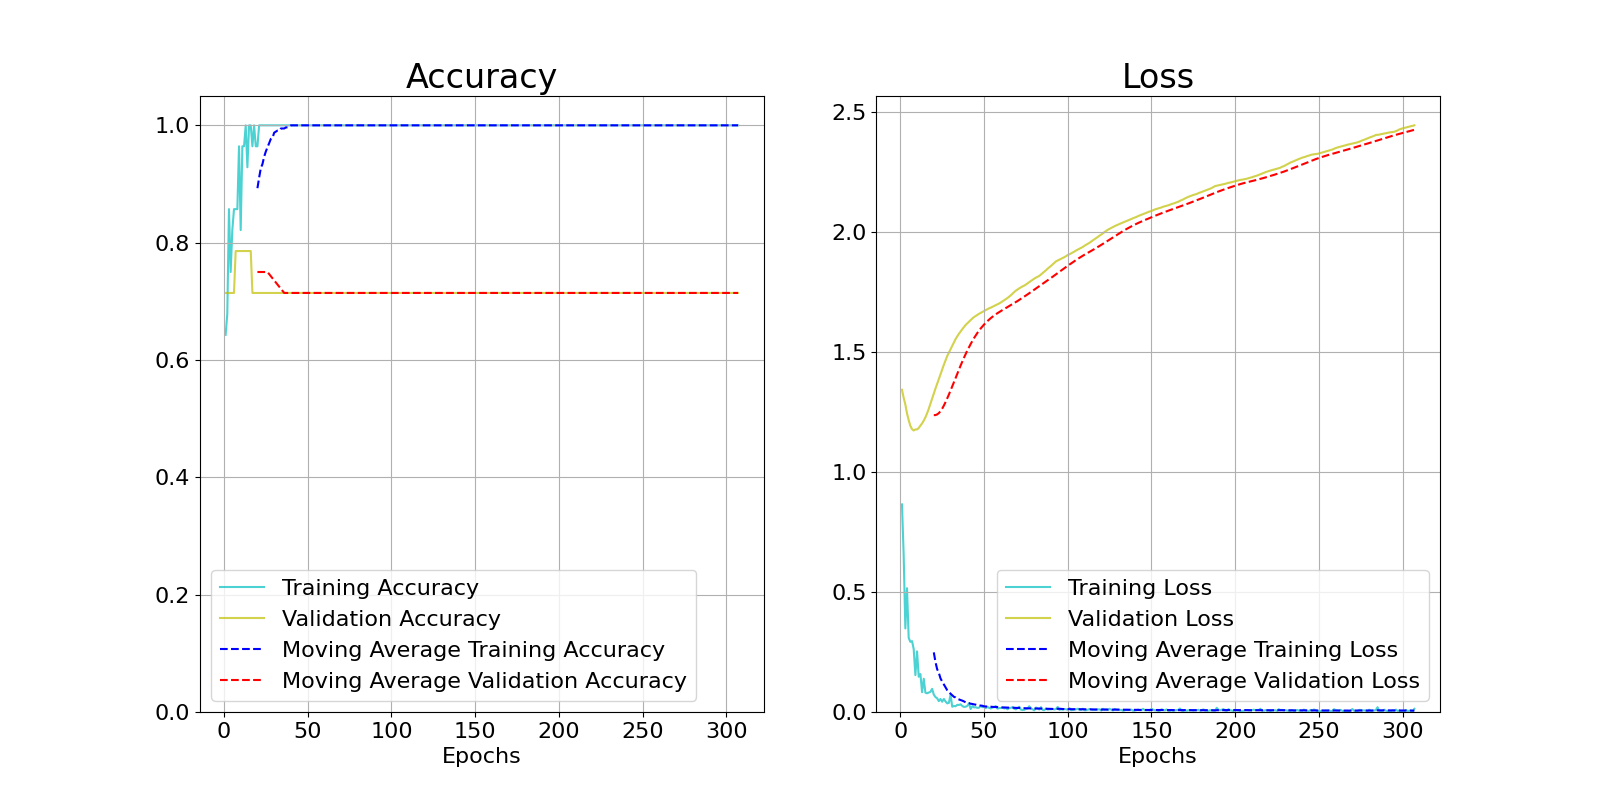 Accuracy
1.0
0.8
0.6
0.4
0.2
0.0
0 50 100 150 200 250 300
Epochs
Training Accuracy
Validation Accuracy
Moving Average Training Accuracy
Moving Average Validation Accuracy
Loss
2.5
2.0
1.5
1.0
0.5
0.0
0 50 100 150 200 250 300
Epochs
Training Loss
Validation Loss
Moving Average Training Loss
Moving Average Validation Loss